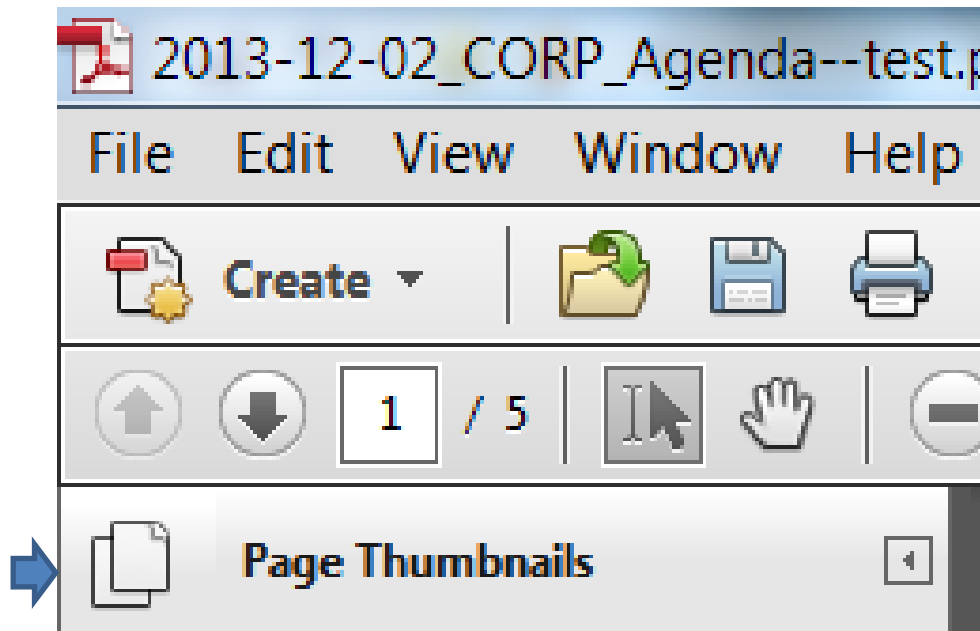 2013-12-02_CORP_Agenda--test.p
File Edit View Window Help
Create
1 / 5
Page Thumbnails